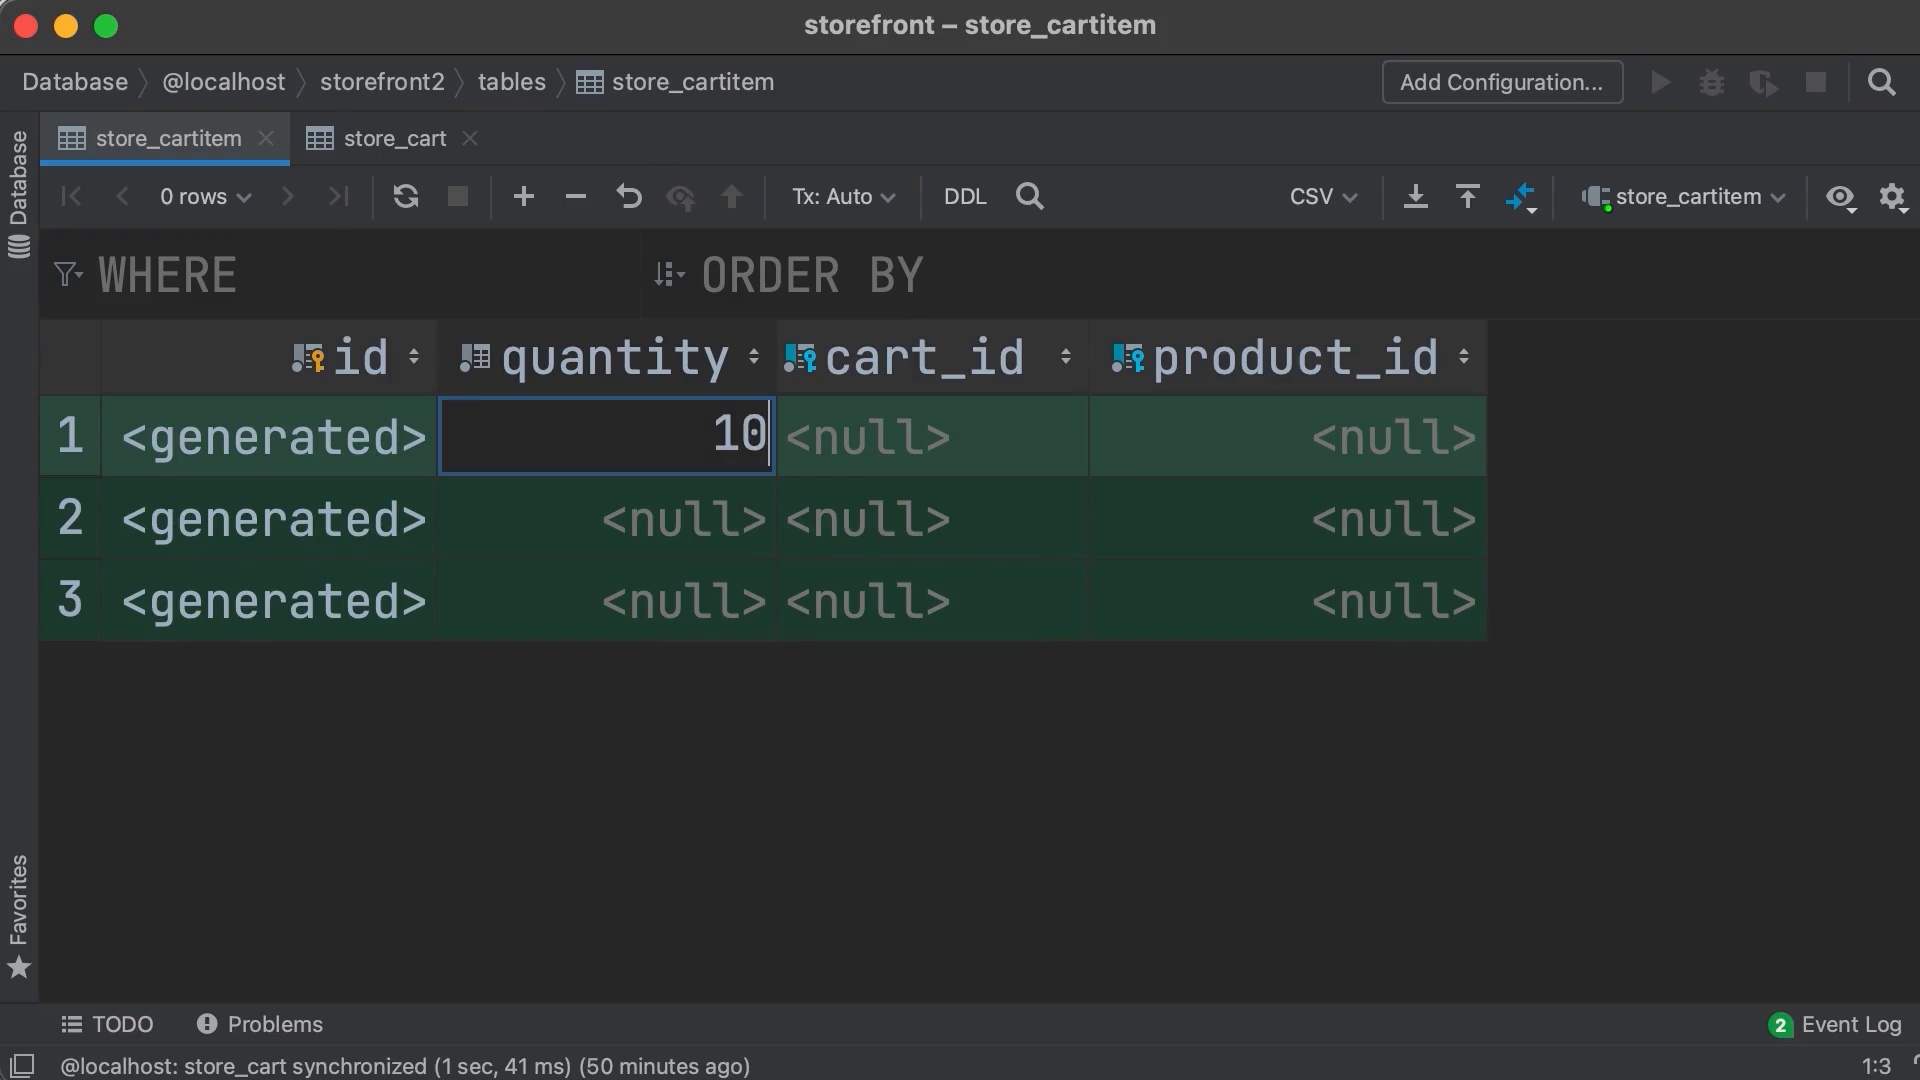 storefront – store_cartitem
Database @localhost storefront2 tables store_cartitem Add Configuration...
store_cartitem store_cart
0 rows Tx: Auto DDL CSV store_cartitem
WHERE ORDER BY
id quantity cart_id product_id
1 <generated> 10 <null> <null>
2 <generated> <null> <null> <null>
3 <generated> <null> <null> <null>
Database
Favorites
TODO Problems 2 Event Log
@localhost: store_cart synchronized (1 sec, 41 ms) (50 minutes ago) 1:3